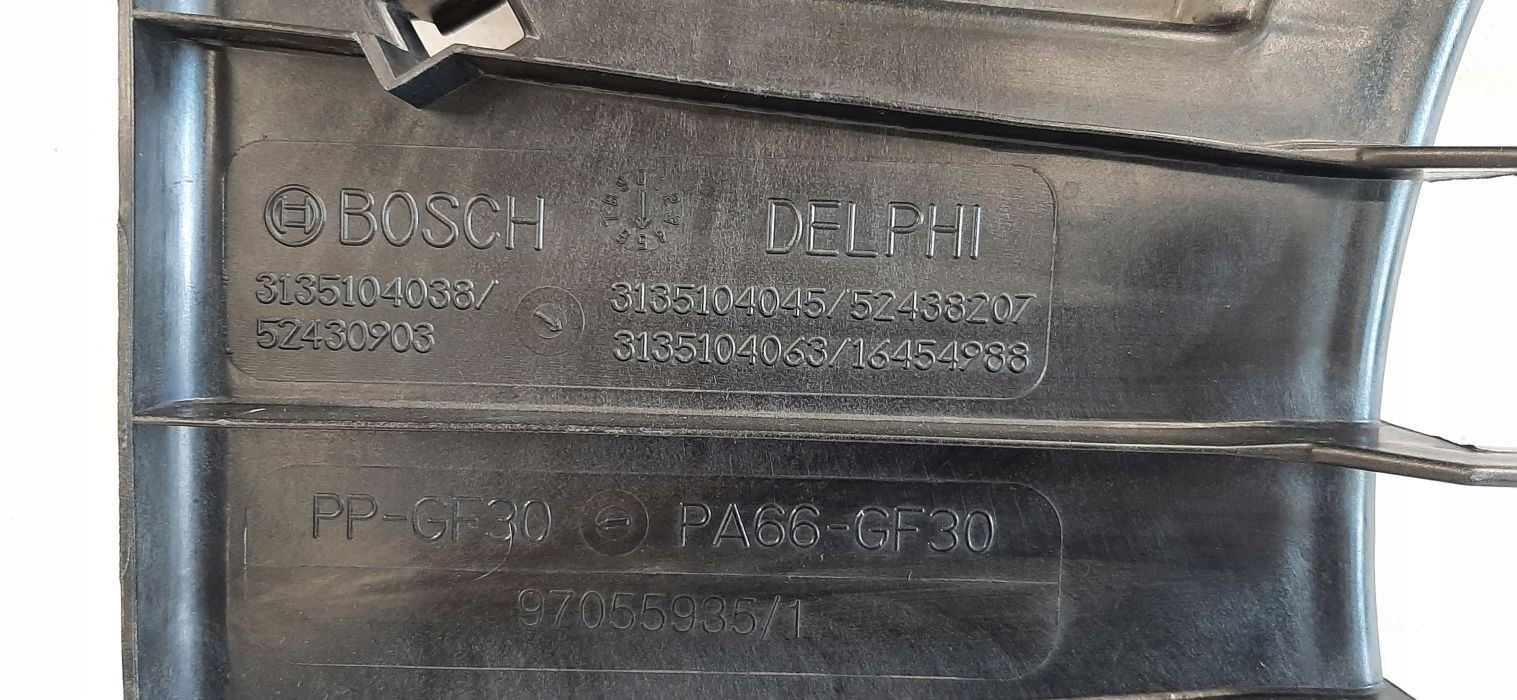 BOSCH
DELPHI
3135104038/
52430903
3135104045/52438207
3135104063/16454988
PP-GF30
PA66-GF30
97055935/1